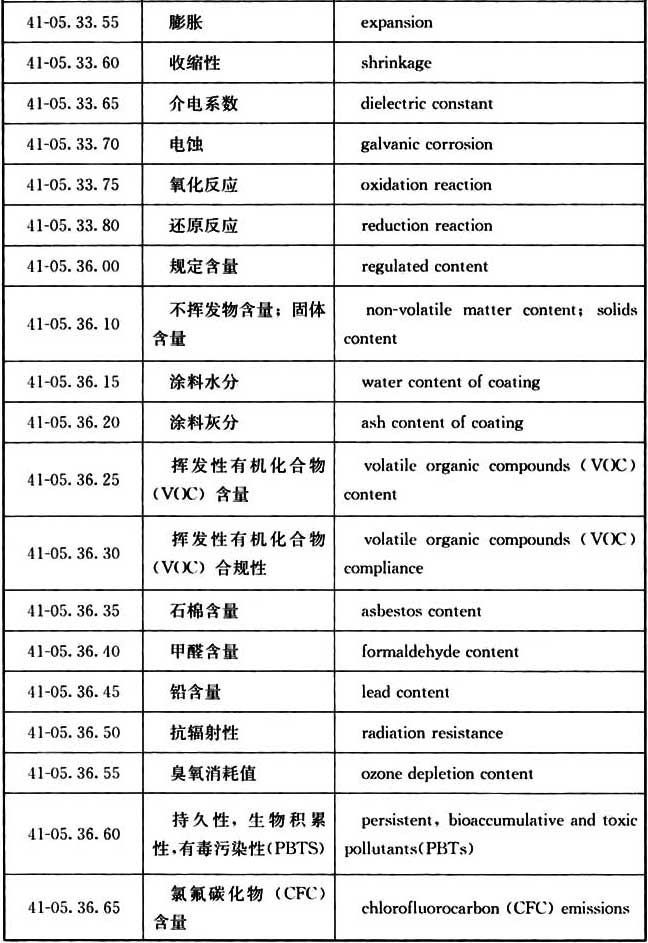 41-05.33.55 膨胀 expansion
41-05.33.60 收缩性 shrinkage
41-05.33.65 介电系数 dielectric constant
41-05.33.70 电蚀 galvanic corrosion
41-05.33.75 氧化反应 oxidation reaction
41-05.33.80 还原反应 reduction reaction
41-05.36.00 规定含量 regulated content
41-05.36.10 不挥发物含量；固体 non-volatile matter content；solids
含量 content
41-05.36.15 涂料水分 water content of coating
41-05.36.20 涂料灰分 ash content of coating
41-05.36.25 挥发性有机化合物 volatile organic compounds（VOC）
（VOC）含量 content
41-05.36.30 挥发性有机化合物 volatile organic compounds（VOC）
（VOC）合规性 compliance
41-05.36.35 石棉含量 asbestos content
41-05.36.40 甲醛含量 formaldehyde content
41-05.36.45 铅含量 lead content
41-05.36.50 抗辐射性 radiation resistance
41-05.36.55 臭氧消耗值 ozone depletion content
41-05.36.60 持久性，生物积累 persistent，bioaccumulative and toxic
性，有毒污染性（PBTS） pollutants(PBTs)
41-05.36.65 氯氟碳化物（CFC） chlorofluorocarbon（CFC）emissions
含量